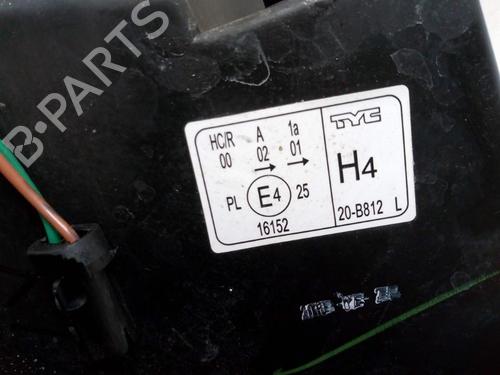 B-PARTS
HC/R A 1a
00 02 01
PL E4 25
16152
TYC
H4
20-B812 L